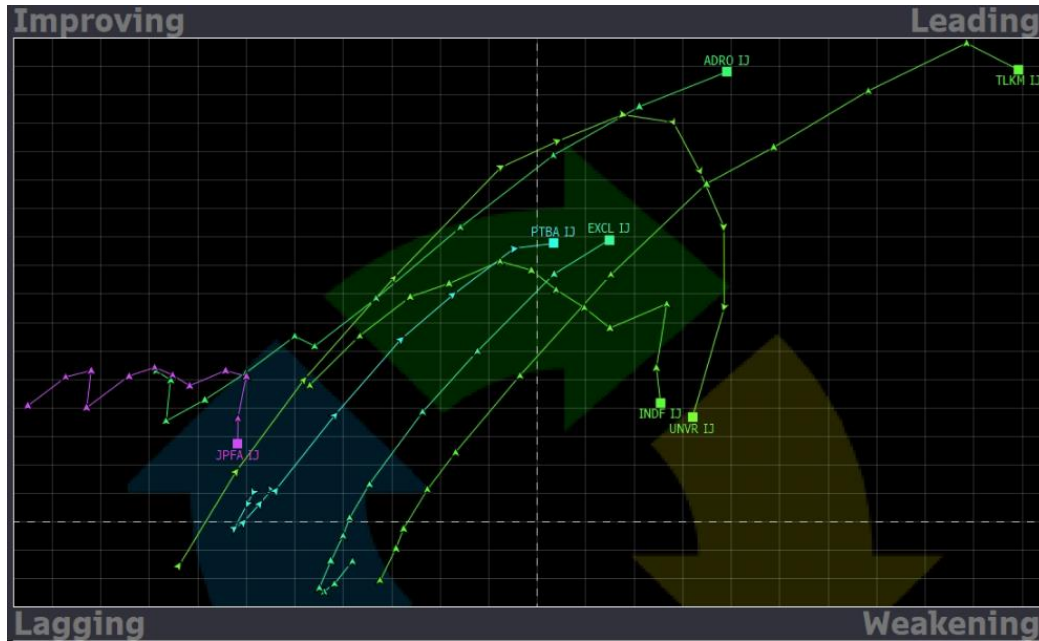 Improving
Leading
ADRO IJ
TLKM IJ
PTBA IJ
EXCL IJ
INDF IJ
UNVR IJ
JPFA IJ
Lagging
Weakening